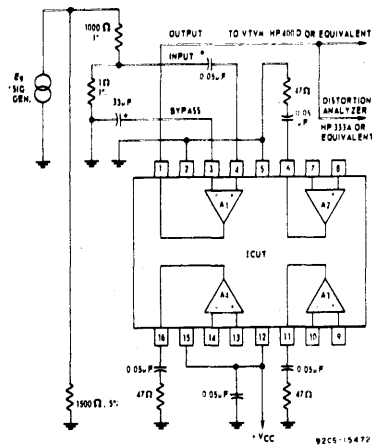 1000 Ω
1%
OUTPUT
TO VTVM HP 400D OR EQUIVALENT
INPUT
+
0.05μF
Es
SIG
GEN.
1Ω
1%
33μF
+
BYPASS
47Ω
0.05
μF
DISTORTION
ANALYZER
HP 333A OR
EQUIVALENT
1 2 3 4 5 6 7 8
A1
A2
ICUT
A4
A3
16 15 14 13 12 11 10 9
0.05μF
0.05μF
0.05μF
47Ω
47Ω
1500 Ω, 5%
+ VCC
92CS-15472